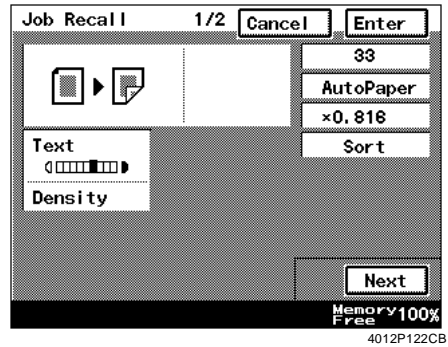 Job Recall 1/2 Cancel Enter
33
AutoPaper
×0.816
Text
Sort
Density
Next
Memory Free 100%
4012P122CB